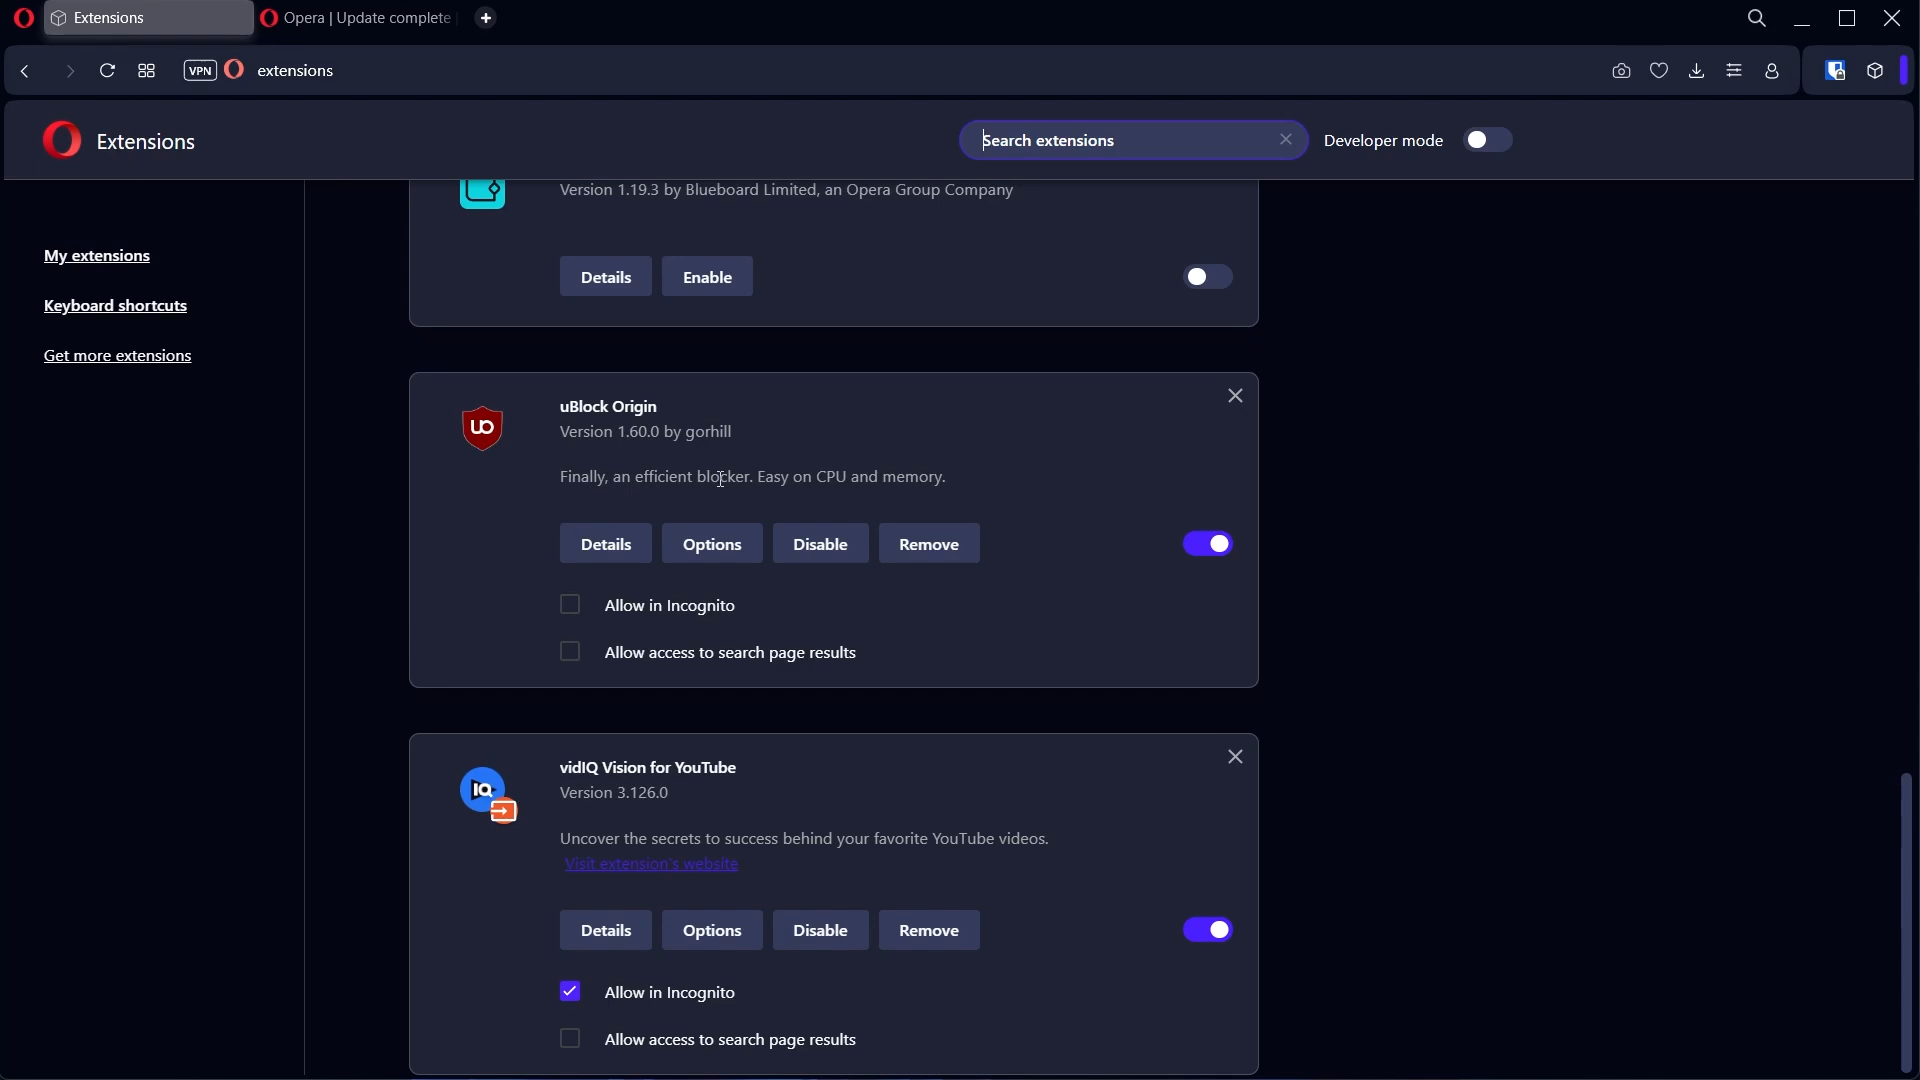 Extensions
Opera | Update complete
VPN
extensions
Extensions
Search extensions
Developer mode
My extensions
Keyboard shortcuts
Get more extensions
Version 1.19.3 by Blueboard Limited, an Opera Group Company
Details
Enable
uBlock Origin
Version 1.60.0 by gorhill
Finally, an efficient blocker. Easy on CPU and memory.
Details
Options
Disable
Remove
Allow in Incognito
Allow access to search page results
vidIQ Vision for YouTube
Version 3.126.0
Uncover the secrets to success behind your favorite YouTube videos.
Visit extension's website
Details
Options
Disable
Remove
Allow in Incognito
Allow access to search page results